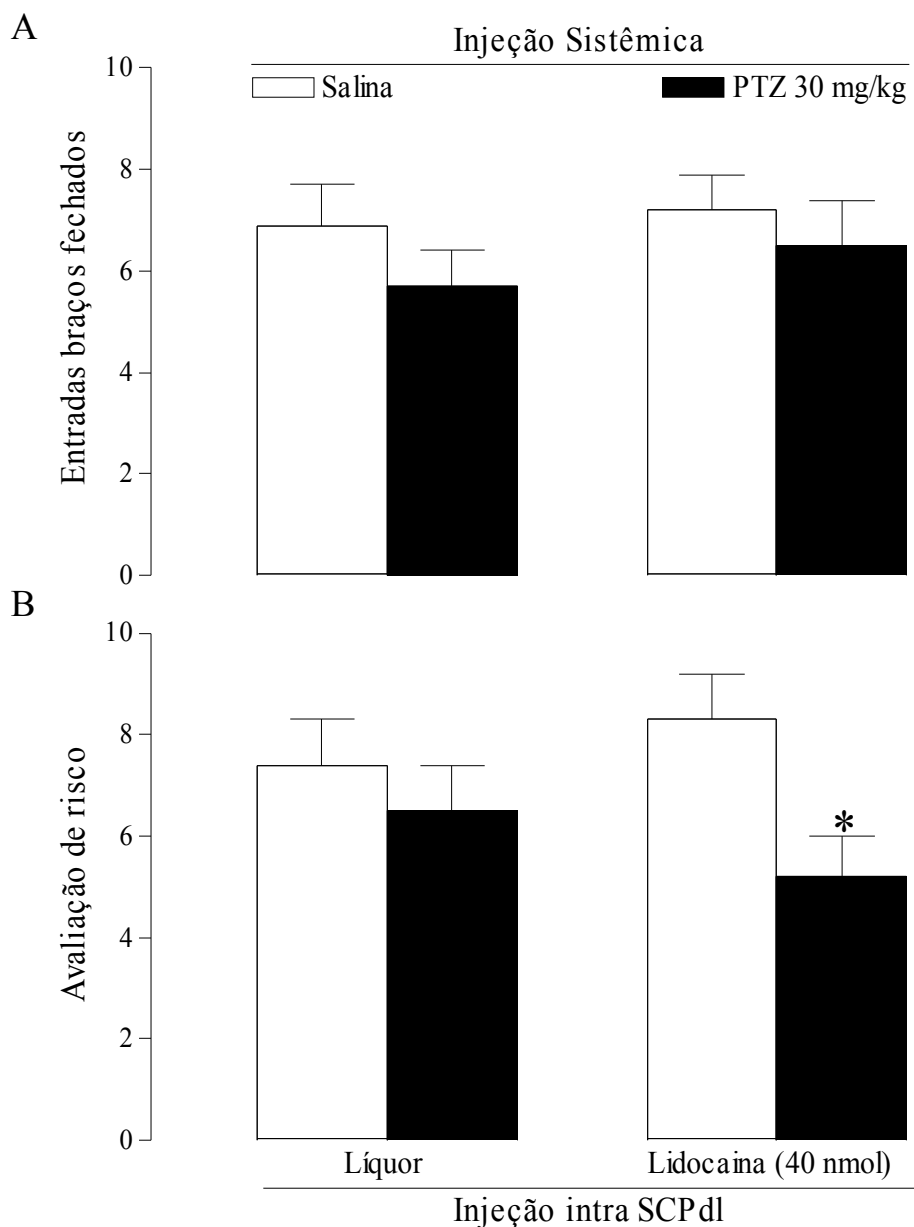 A
Injeção Sistêmica
Salina
PTZ 30 mg/kg
Entradas braços fechados
10
8
6
4
2
0
B
Avaliação de risco
10
8
6
4
2
0
*
Líquor
Lidocaina (40 nmol)
Injeção intra SCPdl